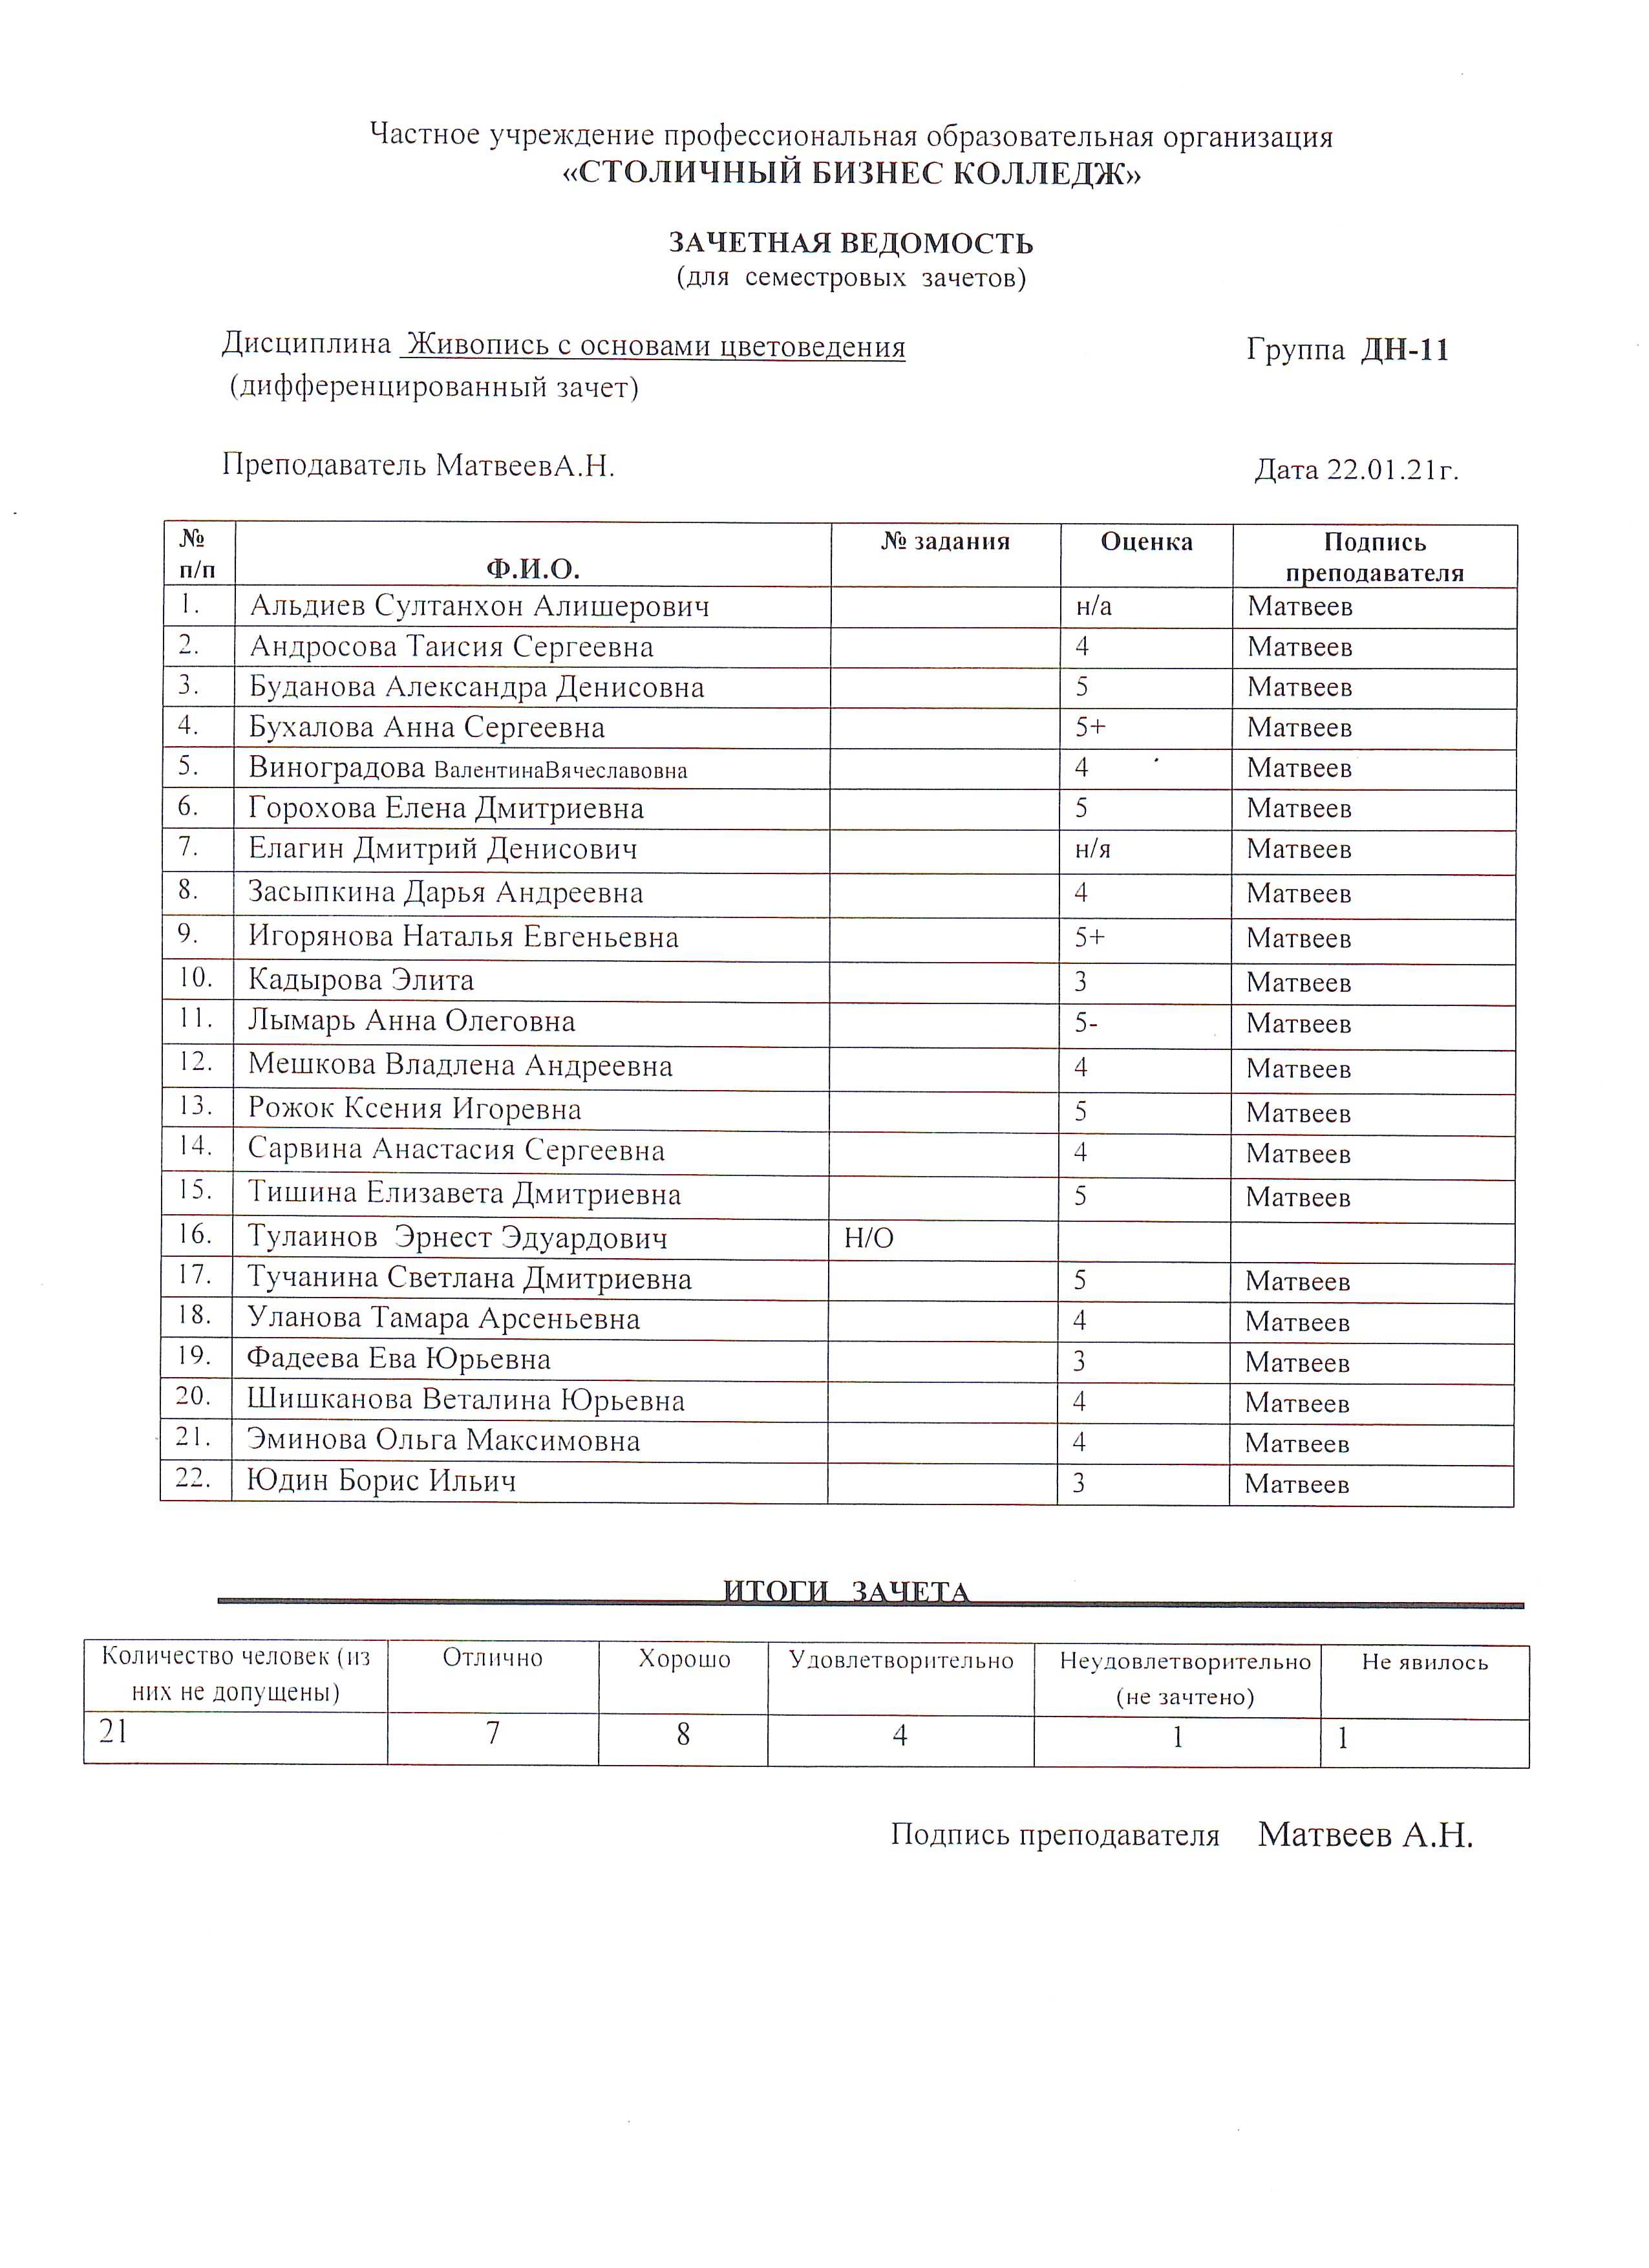 Частное учреждение профессиональная образовательная организация
«СТОЛИЧНЫЙ БИЗНЕС КОЛЛЕДЖ»
ЗАЧЕТНАЯ ВЕДОМОСТЬ
(для семестровых зачетов)
Дисциплина Живопись с основами цветоведения Группа ДН-11
(дифференцированный зачет)
Преподаватель МатвеевА.Н. Дата 22.01.21г.
№ п/п Ф.И.О. № задания Оценка Подпись преподавателя
1. Альдиев Султанхон Алишерович н/а Матвеев
2. Андросова Таисия Сергеевна 4 Матвеев
3. Буданова Александра Денисовна 5 Матвеев
4. Бухалова Анна Сергеевна 5+ Матвеев
5. Виноградова ВалентинаВячеславовна 4 Матвеев
6. Горохова Елена Дмитриевна 5 Матвеев
7. Елагин Дмитрий Денисович н/я Матвеев
8. Засыпкина Дарья Андреевна 4 Матвеев
9. Игорянова Наталья Евгеньевна 5+ Матвеев
10. Кадырова Элита 3 Матвеев
11. Лымарь Анна Олеговна 5- Матвеев
12. Мешкова Владлена Андреевна 4 Матвеев
13. Рожок Ксения Игоревна 5 Матвеев
14. Сарвина Анастасия Сергеевна 4 Матвеев
15. Тишина Елизавета Дмитриевна 5 Матвеев
16. Тулаинов Эрнест Эдуардович Н/О
17. Тучанина Светлана Дмитриевна 5 Матвеев
18. Уланова Тамара Арсеньевна 4 Матвеев
19. Фадеева Ева Юрьевна 3 Матвеев
20. Шишканова Веталина Юрьевна 4 Матвеев
21. Эминова Ольга Максимовна 4 Матвеев
22. Юдин Борис Ильич 3 Матвеев
ИТОГИ ЗАЧЕТА
Количество человек (из них не допущены) Отлично Хорошо Удовлетворительно Неудовлетворительно (не зачтено) Не явилось
21 7 8 4 1 1
Подпись преподавателя Матвеев А.Н.